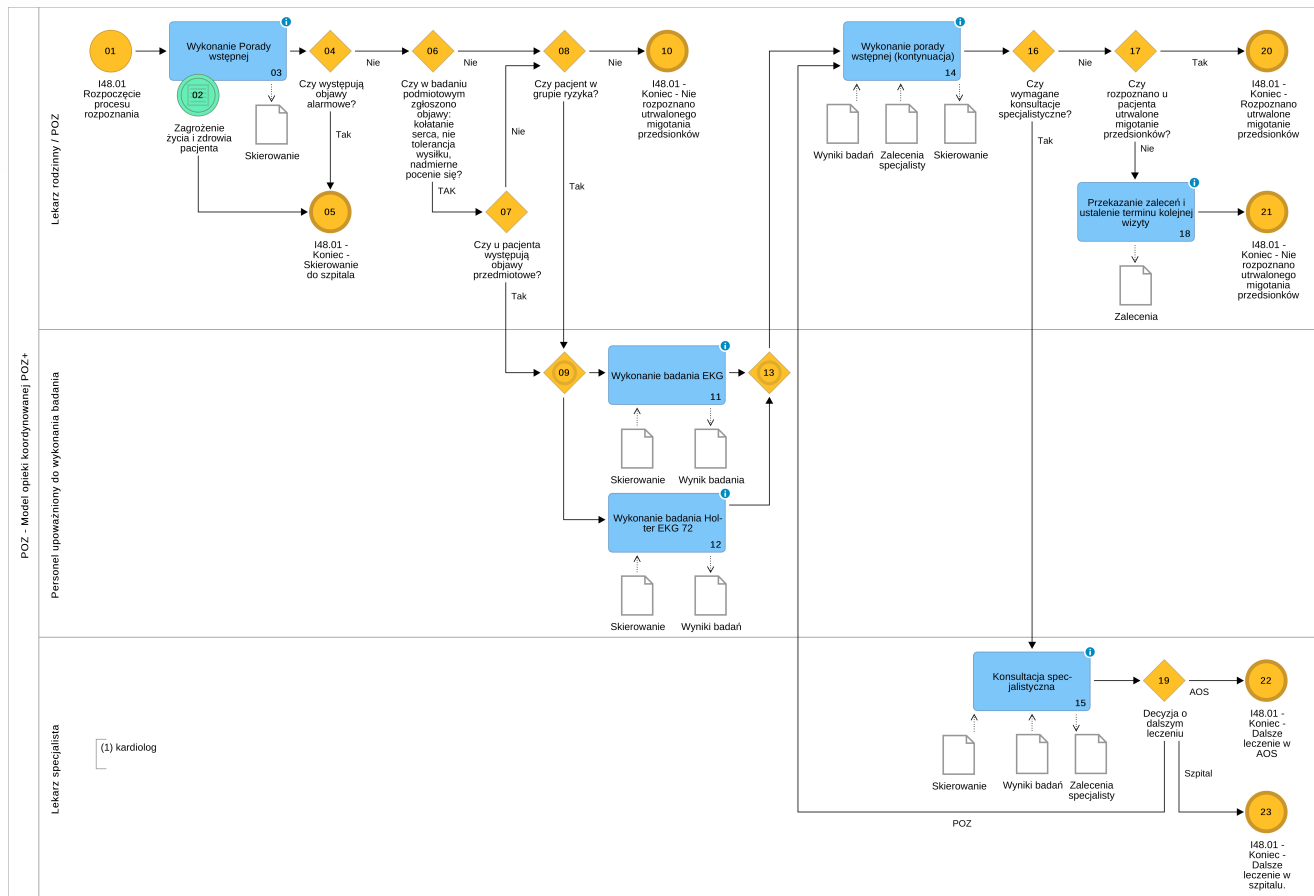 POZ - Model opieki koordynowanej POZ+
Lekarz rodzinny / POZ
01
I48.01
Rozpoczęcie
procesu
rozpoznania
Wykonanie Porady
wstępnej
03
02
Zagrożenie
życia i zdrowia
pacjenta
Skierowanie
04
Czy występują
objawy
alarmowe?
Nie
Tak
05
I48.01 -
Koniec -
Skierowanie
do szpitala
06
Czy w badaniu
podmiotowym
zgłoszono
objawy:
kołatanie
serca, nie
tolerancja
wysiłku,
nadmierne
pocenie się?
Nie
TAK
07
Czy u pacjenta
występują
objawy
przedmiotowe?
Nie
Tak
08
Czy pacjent w
grupie ryzyka?
Nie
Tak
10
I48.01 -
Koniec - Nie
rozpoznano
utrwalonego
migotania
przedsionków
Wykonanie porady
wstępnej (kontynuacja)
14
Wyniki badań
Zalecenia
specjalisty
Skierowanie
16
Czy
wymagane
konsultacje
specjalistyczne?
Nie
Tak
17
Czy
rozpoznano u
pacjenta
utrwalone
migotanie
przedsionków?
Tak
Nie
20
I48.01 -
Koniec -
Rozpoznano
utrwalone
migotanie
przedsionków
Przekazanie zaleceń i
ustalenie terminu kolejnej
wizyty
18
Zalecenia
21
I48.01 -
Koniec - Nie
rozpoznano
utrwalonego
migotania
przedsionków
Personel upoważniony do wykonania badania
09
Wykonanie badania EKG
11
Skierowanie
Wynik badania
13
Wykonanie badania Hol-
ter EKG 72
12
Skierowanie
Wyniki badań
Lekarz specjalista
(1) kardiolog
Konsultacja spec-
jalistyczna
15
Skierowanie
Wyniki badań
Zalecenia
specjalisty
19
Decyzja o
dalszym
leczeniu
AOS
Szpital
POZ
22
I48.01 -
Koniec -
Dalsze
leczenie w
AOS
23
I48.01 -
Koniec -
Dalsze
leczenie w
szpitalu.